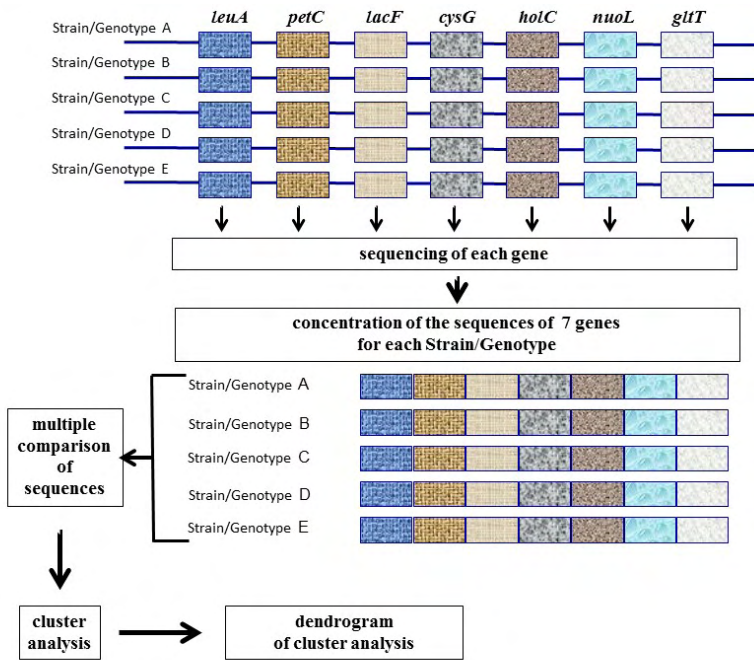 leuA petC lacF cysG holC nuoL gltT
Strain/Genotype A
Strain/Genotype B
Strain/Genotype C
Strain/Genotype D
Strain/Genotype E
sequencing of each gene
concentration of the sequences of 7 genes
for each Strain/Genotype
Strain/Genotype A
Strain/Genotype B
Strain/Genotype C
Strain/Genotype D
Strain/Genotype E
multiple
comparison
of
sequences
cluster
analysis
dendrogram
of cluster analysis